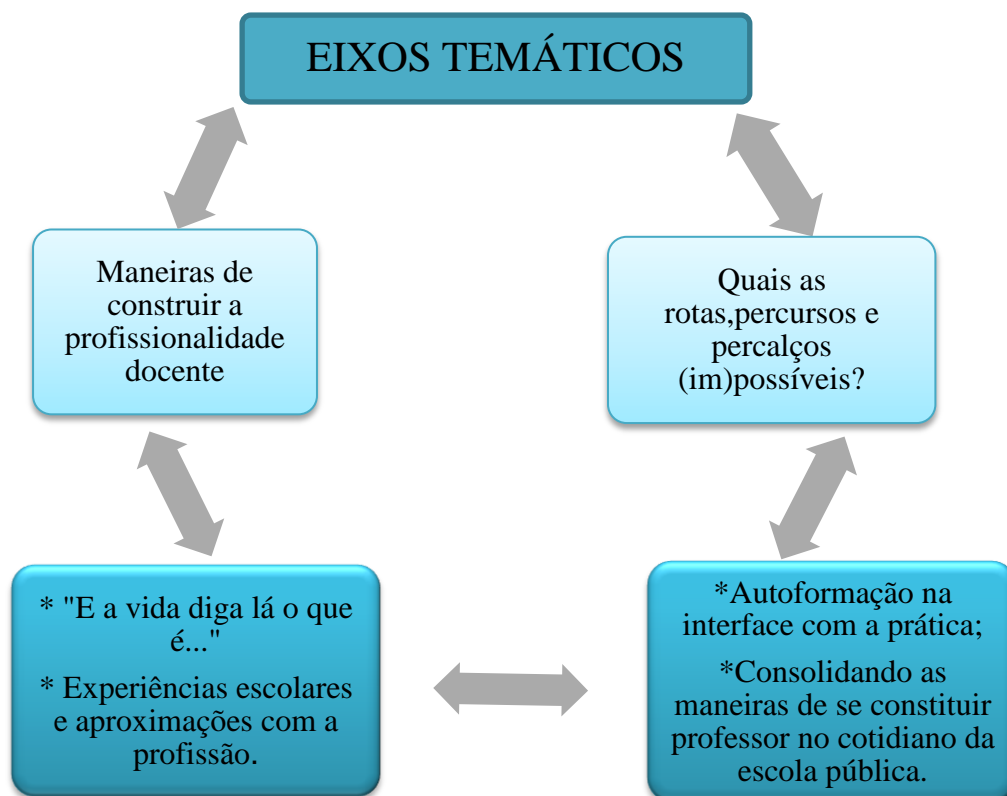 EIXOS TEMÁTICOS
Maneiras de
construir a
profissionalidade
docente
Quais as
rotas,percursos e
percalços
(im)possíveis?
* "E a vida diga lá o que
é..."
* Experiências escolares
e aproximações com a
profissão.
*Autoformação na
interface com a prática;
*Consolidando as
maneiras de se constituir
professor no cotidiano da
escola pública.